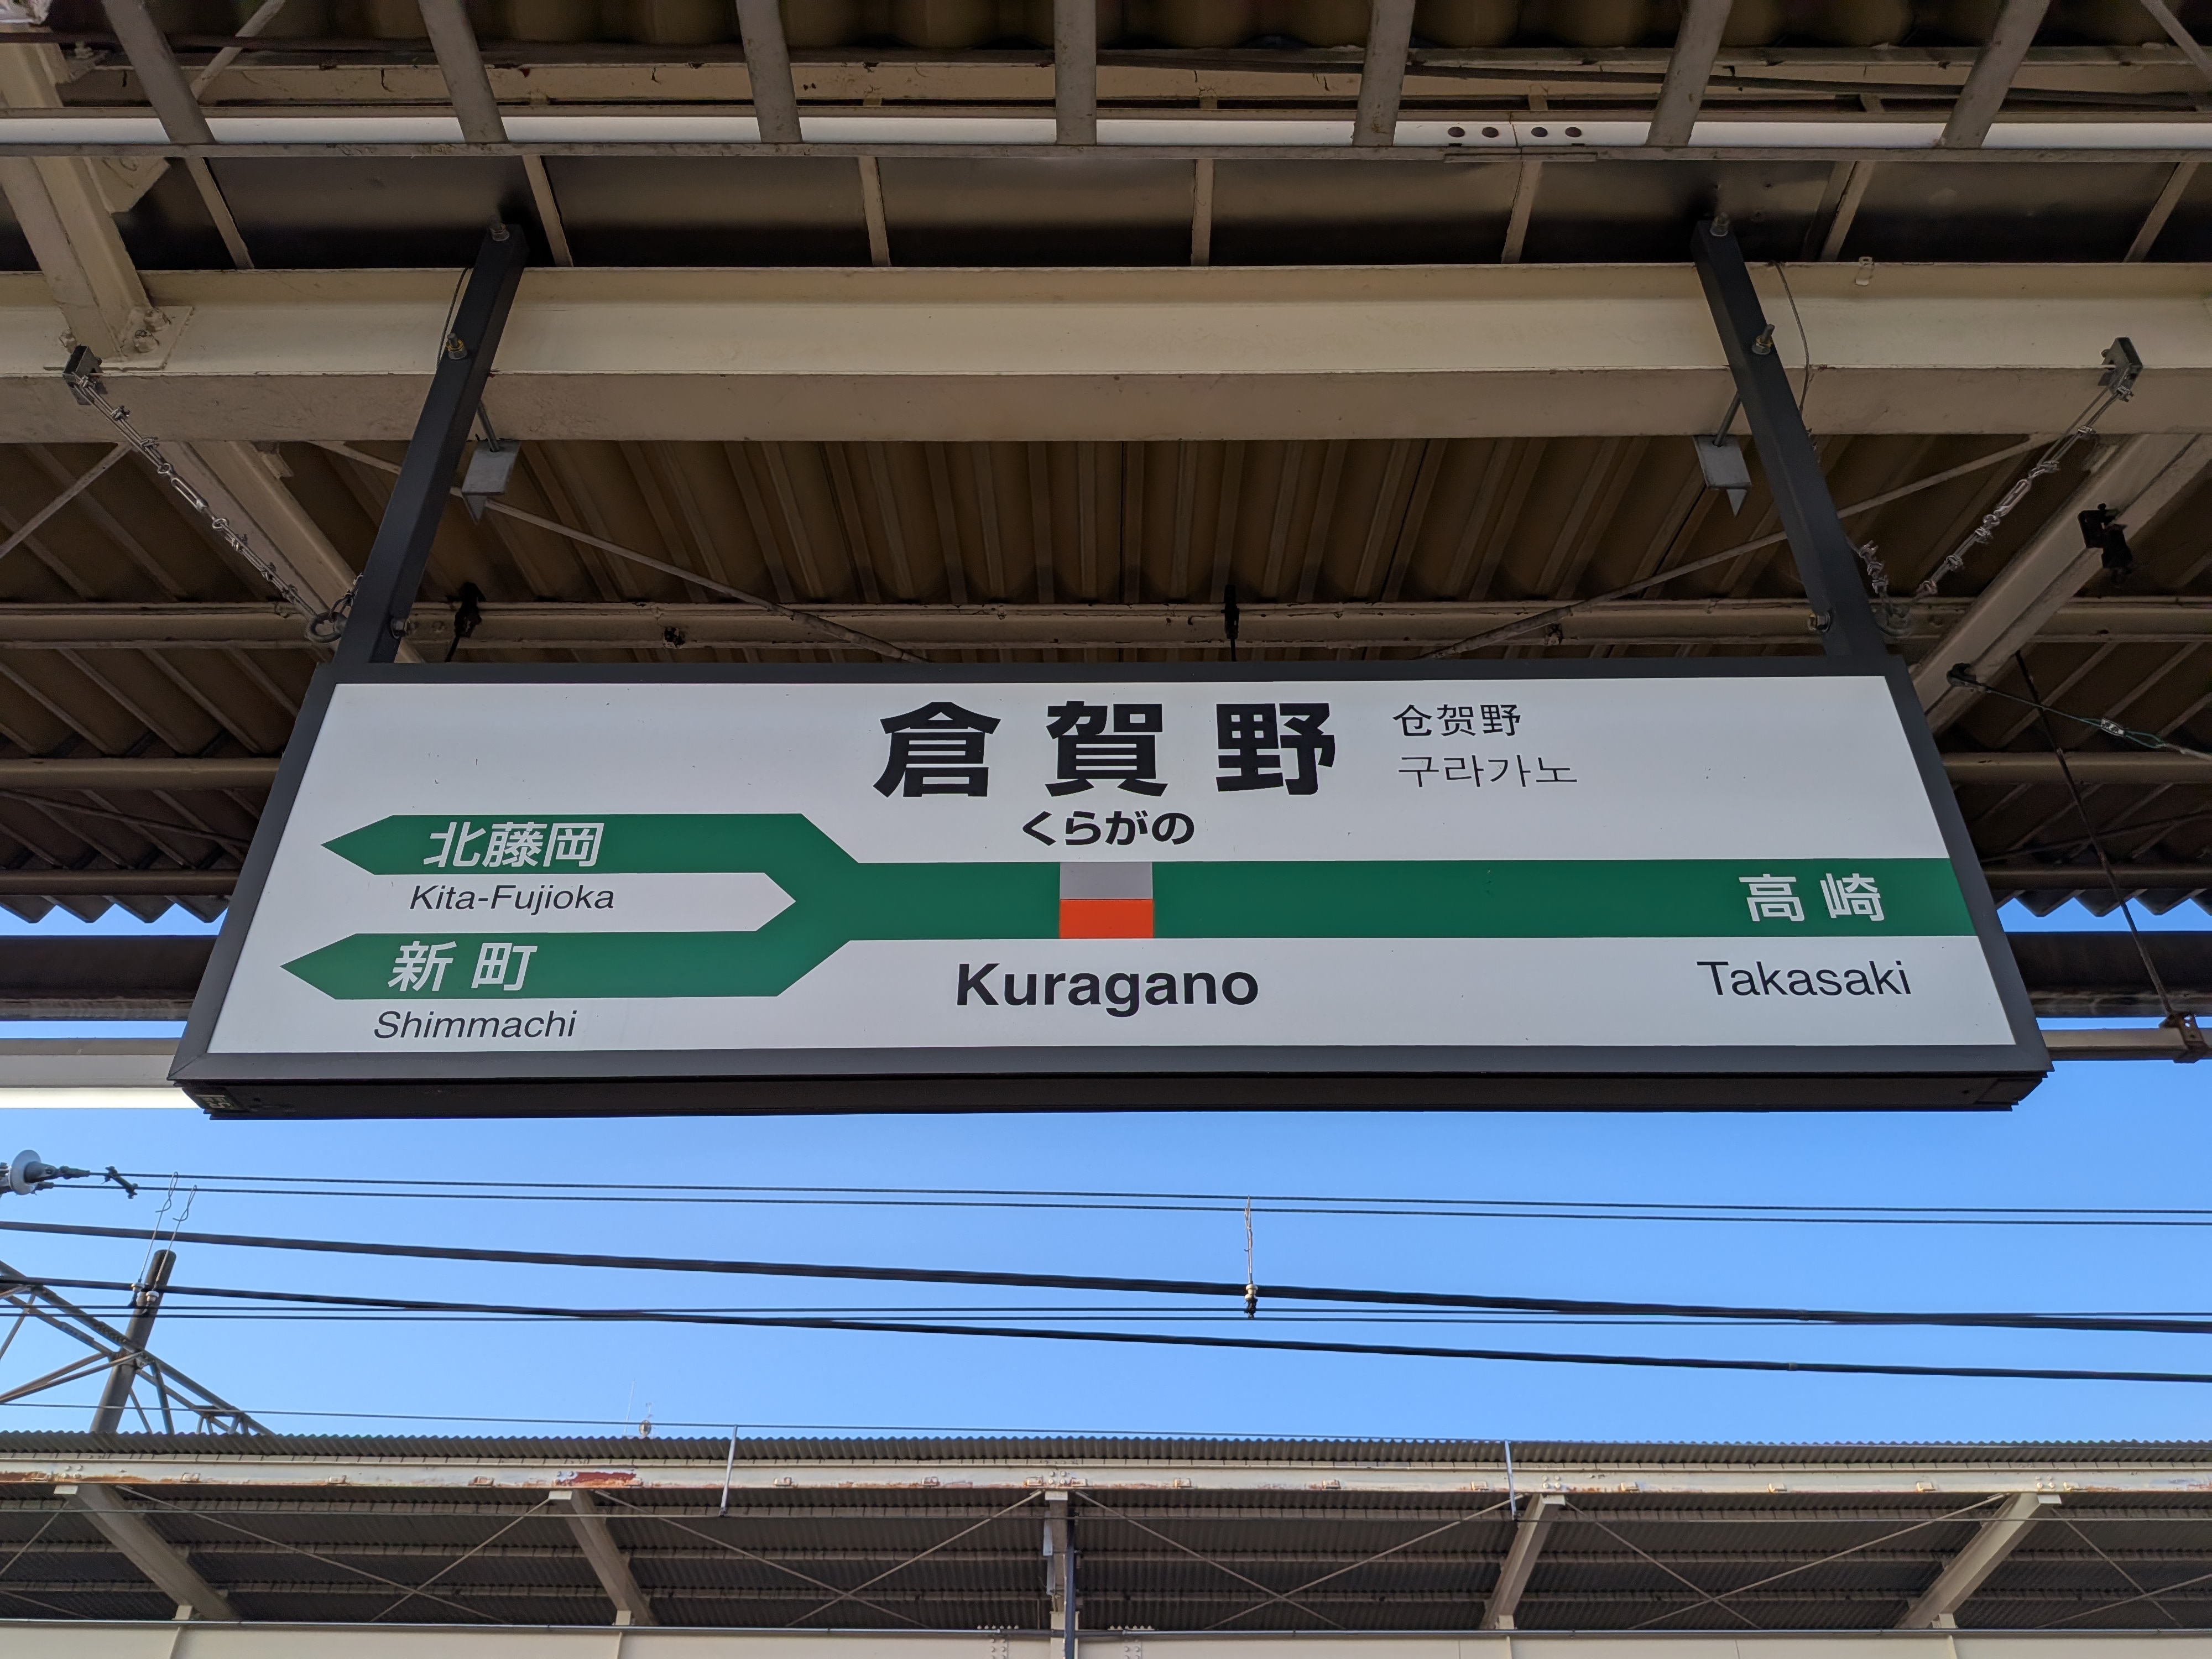 倉賀野
仓贺野
구라가노
くらがの
北藤岡
Kita-Fujioka
新町
Shimmachi
高崎
Kuragano
Takasaki